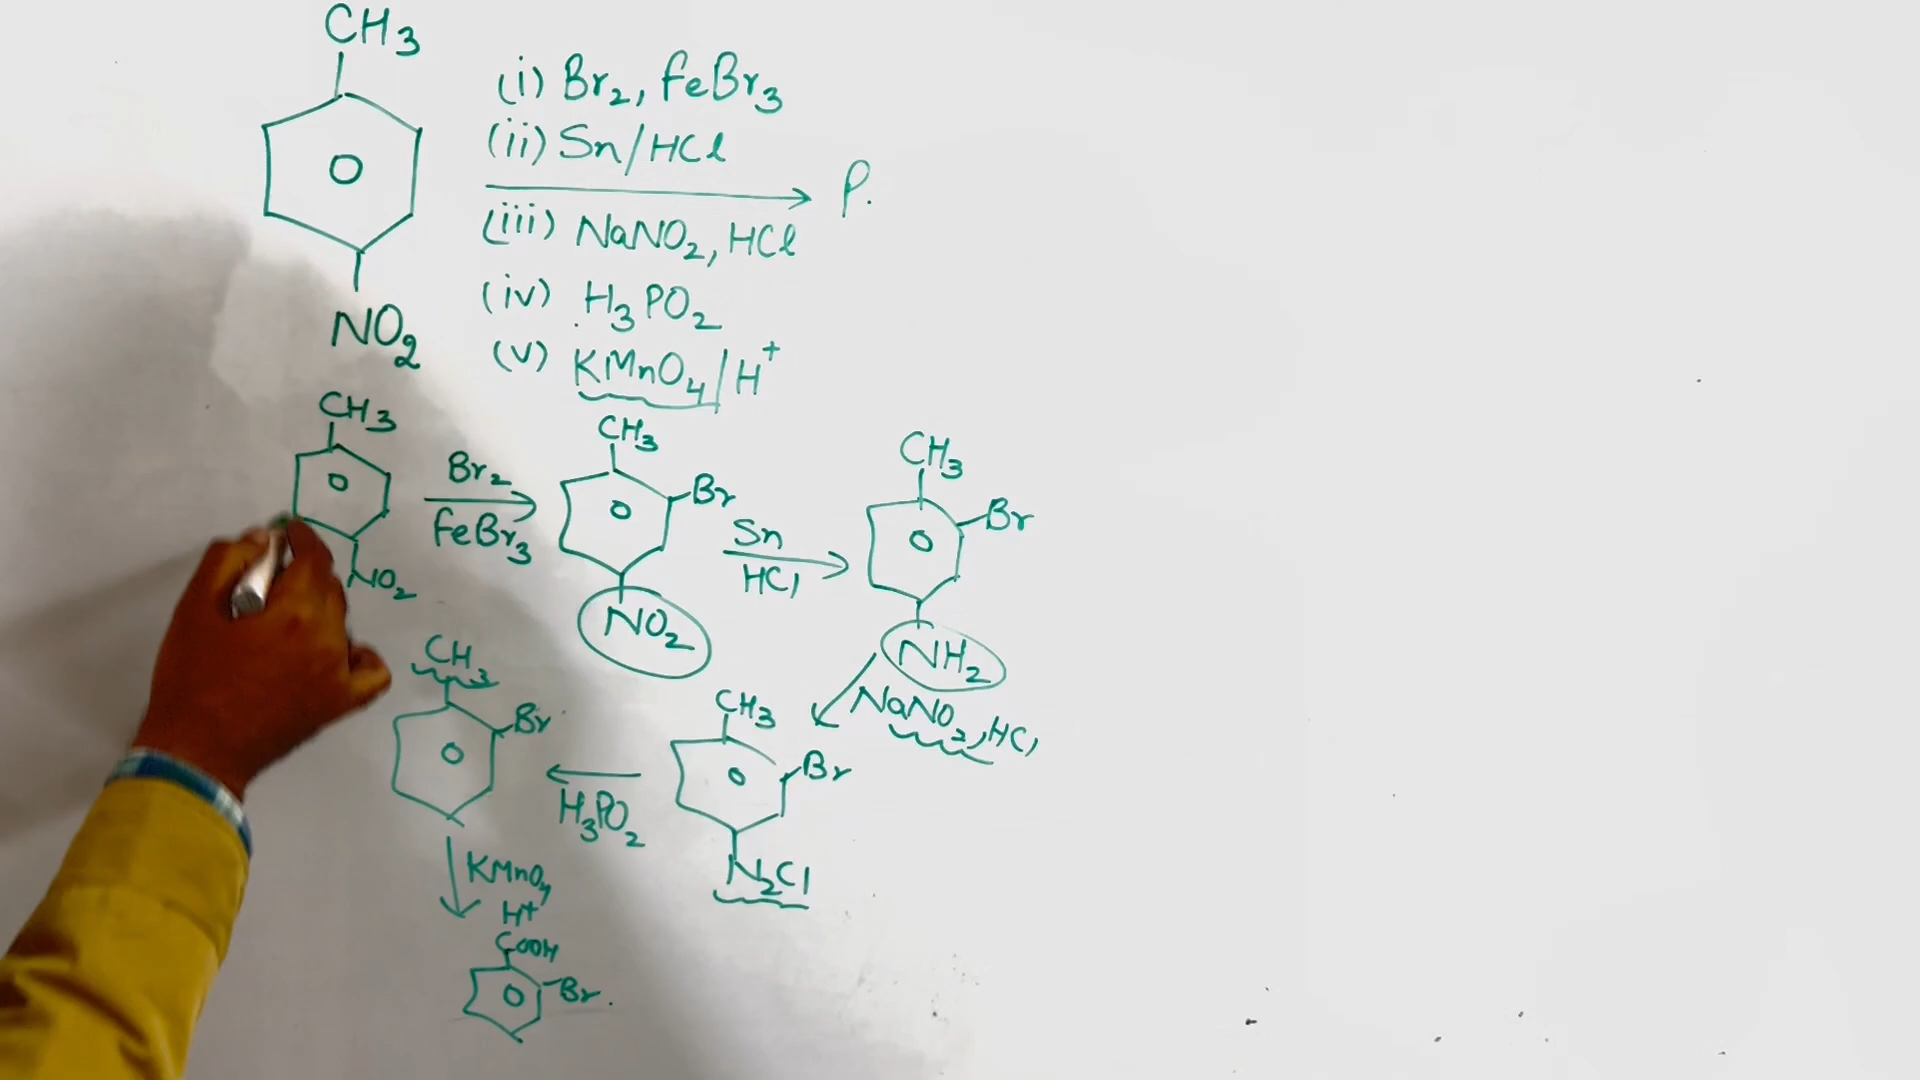 CH3
(i) Br2, FeBr3
(ii) Sn/HCl
P.
(iii) NaNO2, HCl
(iv) H3PO2
NO2
(v) KMnO4/H+
CH3
Br2
FeBr3
NO2
CH3
Br
NO2
Sn
HCl
CH3
Br
NH2
NaNO2, HCl
CH3
Br
N2Cl
H3PO2
CH3
Br
KMnO4
H+
COOH
Br.